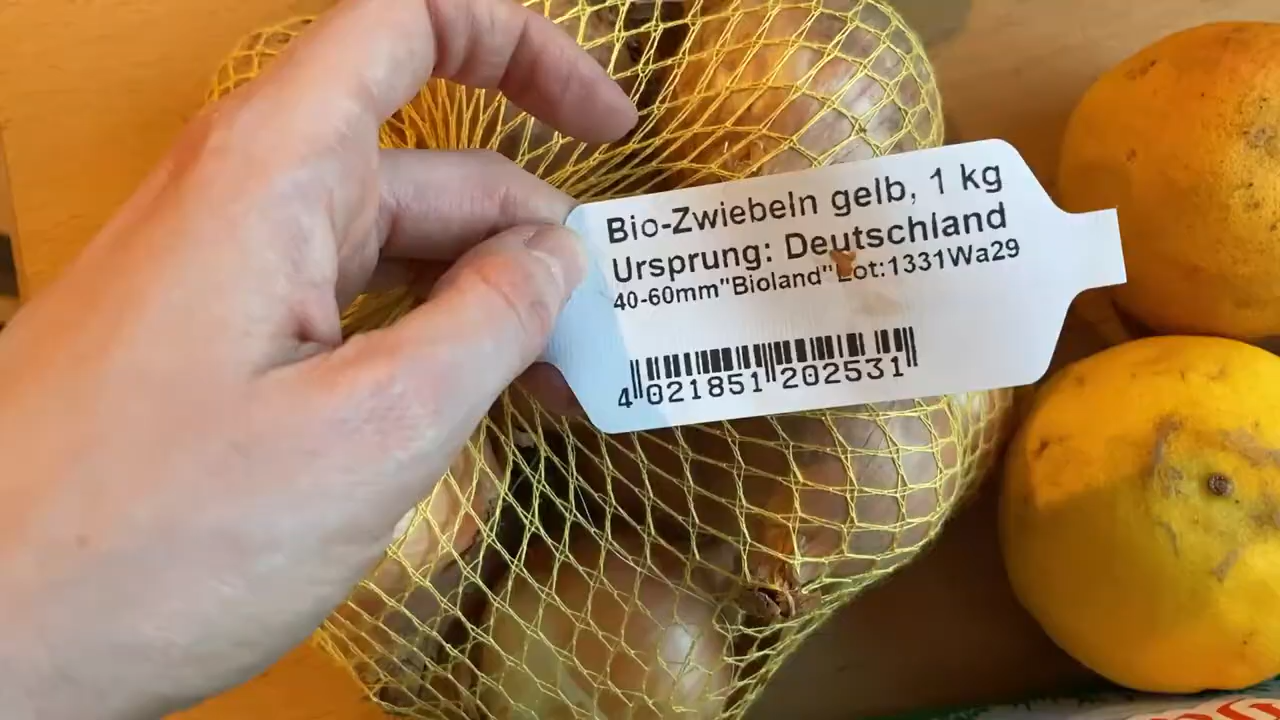 Bio-Zwiebeln gelb, 1 kg
Ursprung: Deutschland
40-60mm"Bioland"Lot:1331Wa29
4 021851 202531